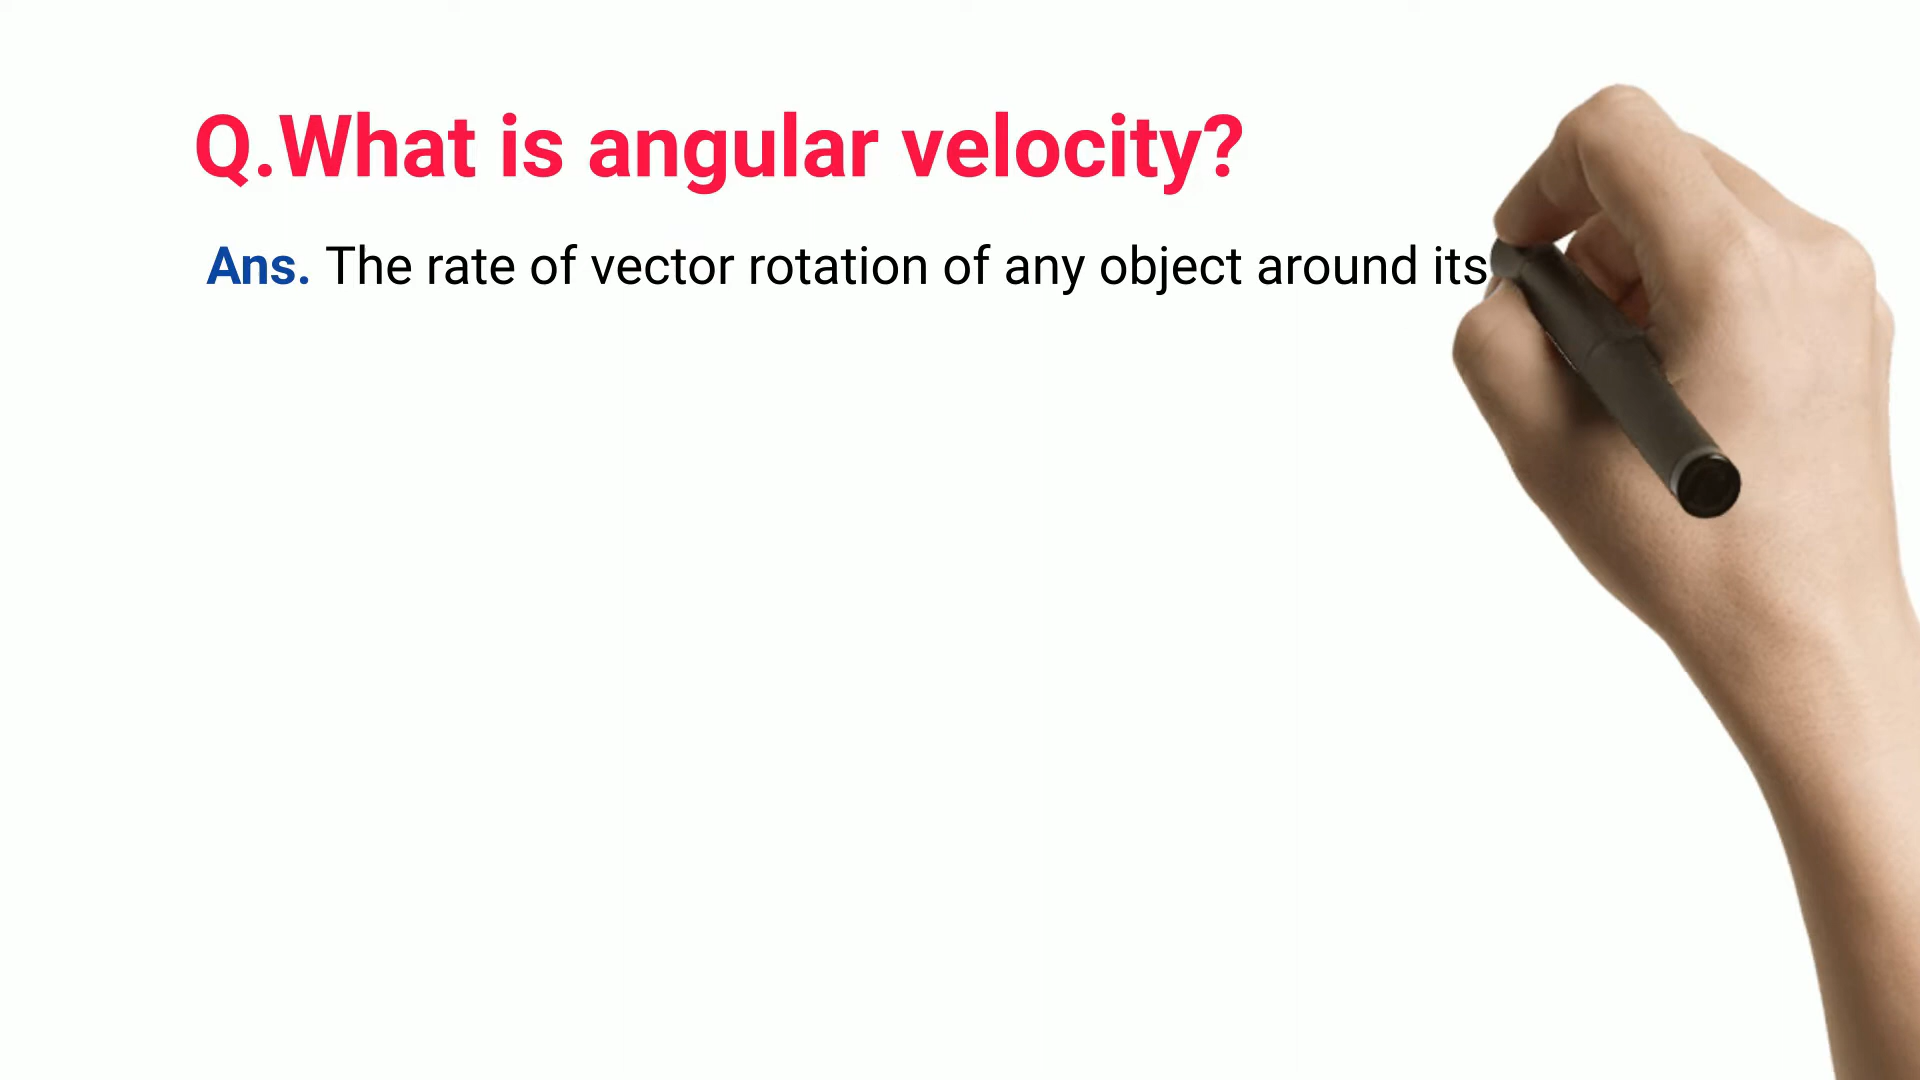 Q.What is angular velocity?
Ans. The rate of vector rotation of any object around its